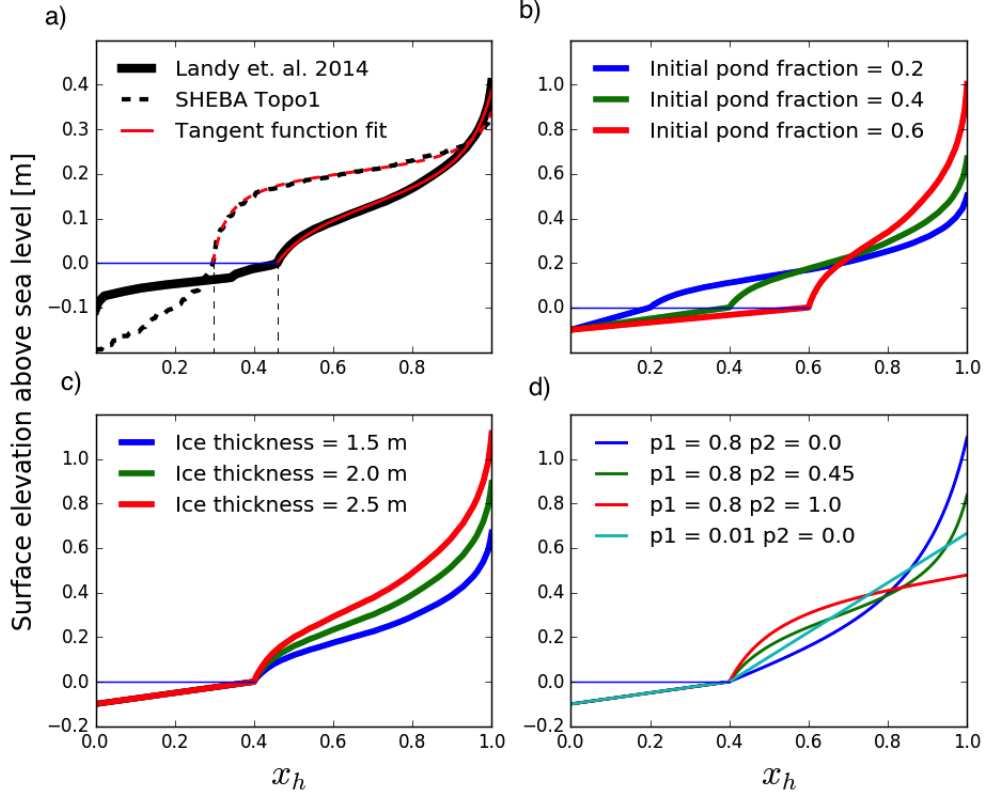 a)
Landy et. al. 2014
SHEBA Topo1
Tangent function fit
0.4
0.3
0.2
0.1
0.0
−0.1
0.2 0.4 0.6 0.8 1.0
b)
Initial pond fraction = 0.2
Initial pond fraction = 0.4
Initial pond fraction = 0.6
1.0
0.8
0.6
0.4
0.2
0.0
−0.2
0.2 0.4 0.6 0.8 1.0
Surface elevation above sea level [m]
c)
Ice thickness = 1.5 m
Ice thickness = 2.0 m
Ice thickness = 2.5 m
1.0
0.8
0.6
0.4
0.2
0.0
−0.2
0.0 0.2 0.4 0.6 0.8 1.0
x_h
d)
p1 = 0.8 p2 = 0.0
p1 = 0.8 p2 = 0.45
p1 = 0.8 p2 = 1.0
p1 = 0.01 p2 = 0.0
1.0
0.8
0.6
0.4
0.2
0.0
−0.2
0.0 0.2 0.4 0.6 0.8 1.0
x_h